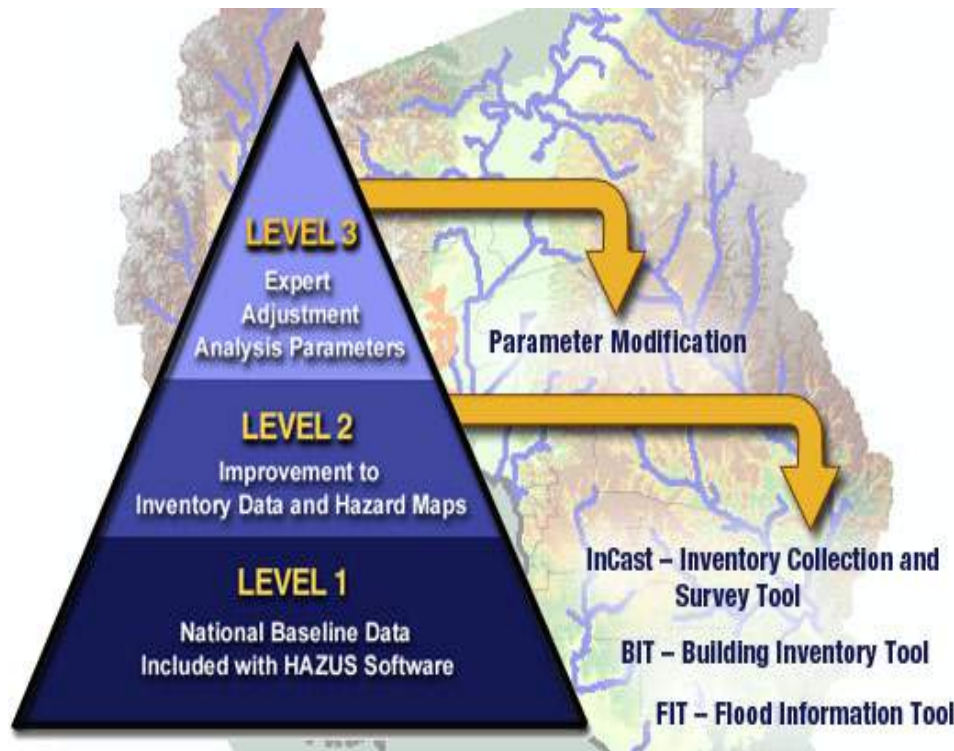 LEVEL 3
Expert
Adjustment
Analysis Parameters
Parameter Modification
LEVEL 2
Improvement to
Inventory Data and Hazard Maps
InCast – Inventory Collection and
Survey Tool
BIT – Building Inventory Tool
FIT – Flood Information Tool
LEVEL 1
National Baseline Data
Included with HAZUS Software